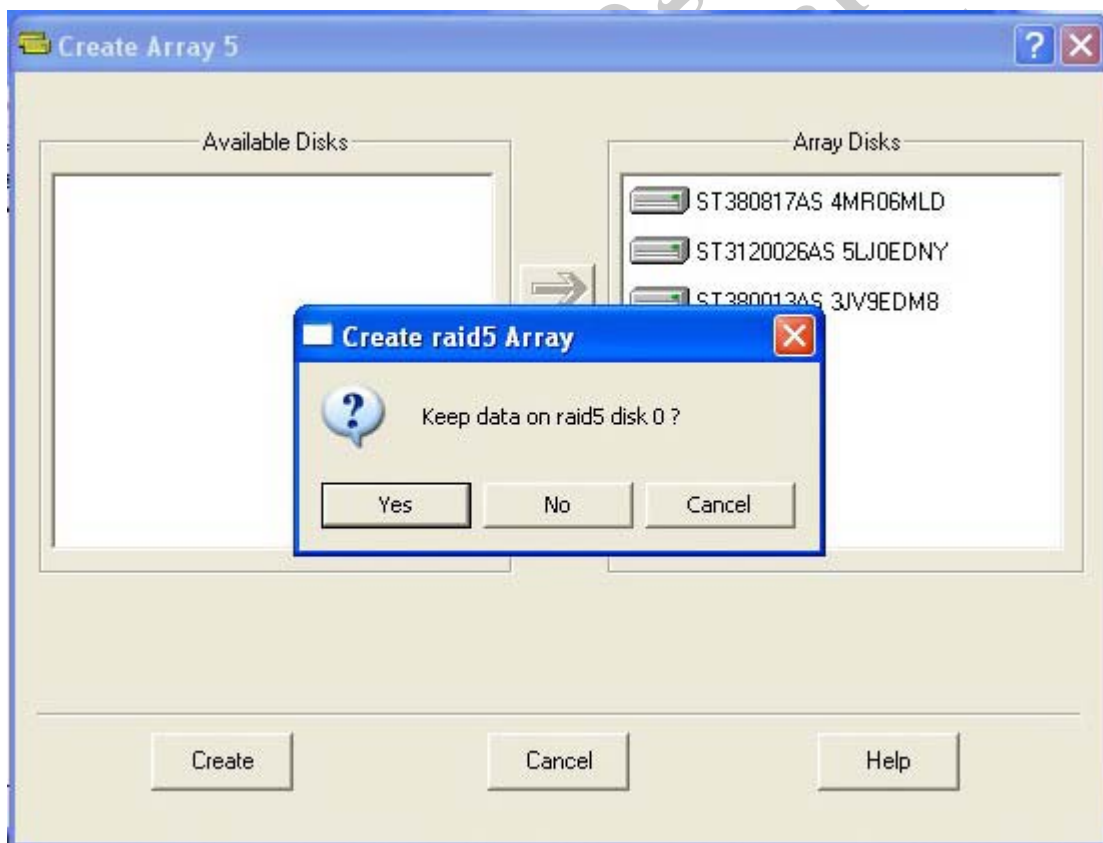 Create Array 5
Available Disks
Array Disks
ST380817AS 4MR06MLD
ST3120026AS 5LJ0EDNY
ST380013AS 3JV9EDM8
Create raid5 Array
Keep data on raid5 disk 0 ?
Yes
No
Cancel
Create
Cancel
Help